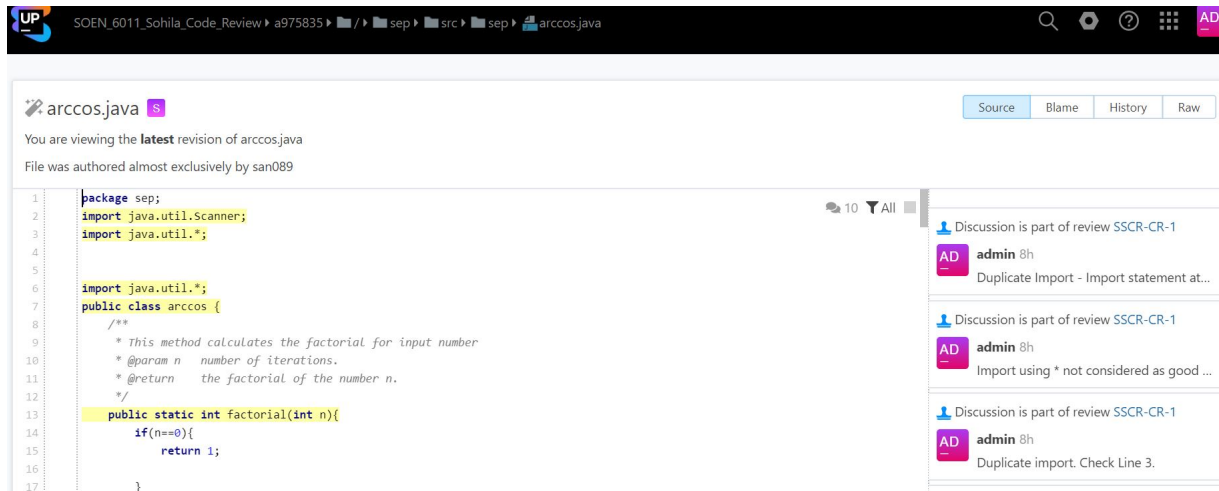 UP
SOEN_6011_Sohila_Code_Review a975835 / sep src sep arccos.java
AD
arccos.java S
Source Blame History Raw
You are viewing the latest revision of arccos.java
File was authored almost exclusively by san089
10 All
1 package sep;
2 import java.util.Scanner;
3 import java.util.*;
4
5
6 import java.util.*;
7 public class arccos {
8 /**
9 * This method calculates the factorial for input number
10 * @param n number of iterations.
11 * @return the factorial of the number n.
12 */
13 public static int factorial(int n){
14 if(n==0){
15 return 1;
16
17 }
Discussion is part of review SSCR-CR-1
AD admin 8h
Duplicate Import - Import statement at...
Discussion is part of review SSCR-CR-1
AD admin 8h
Import using * not considered as good ...
Discussion is part of review SSCR-CR-1
AD admin 8h
Duplicate import. Check Line 3.